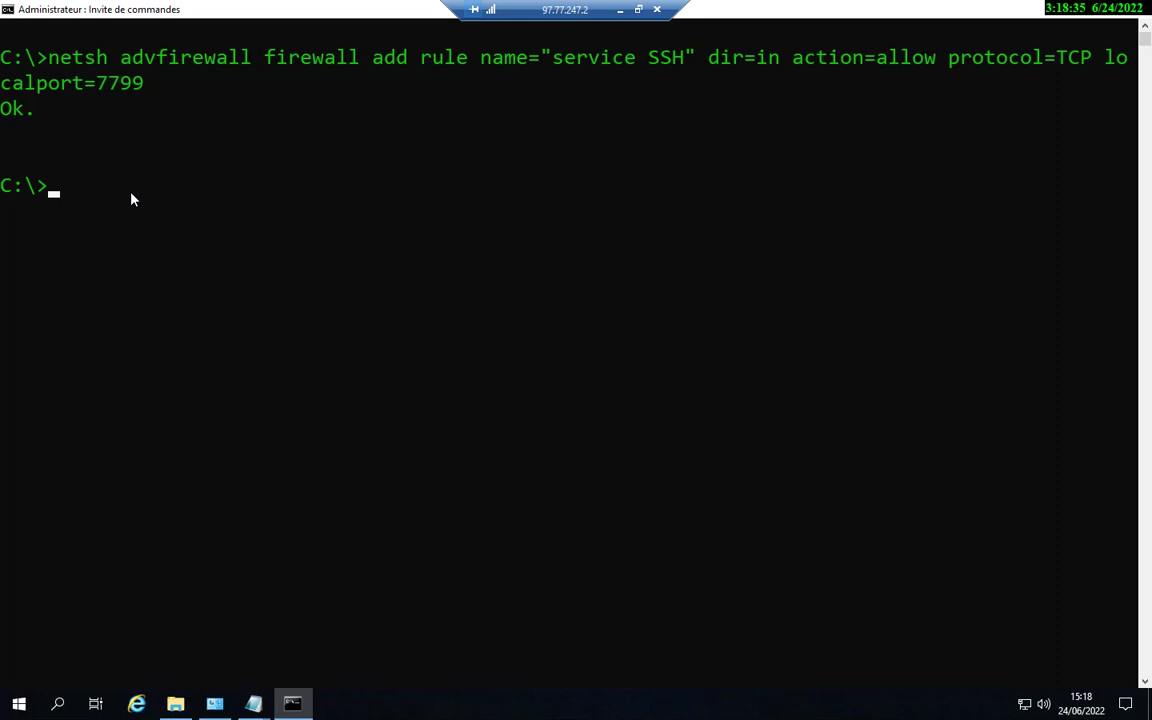 Administrateur : Invite de commandes
97.77.247.2
3:18:35 6/24/2022
C:\>netsh advfirewall firewall add rule name="service SSH" dir=in action=allow protocol=TCP lo
calport=7799
Ok.
C:\>
15:18
24/06/2022